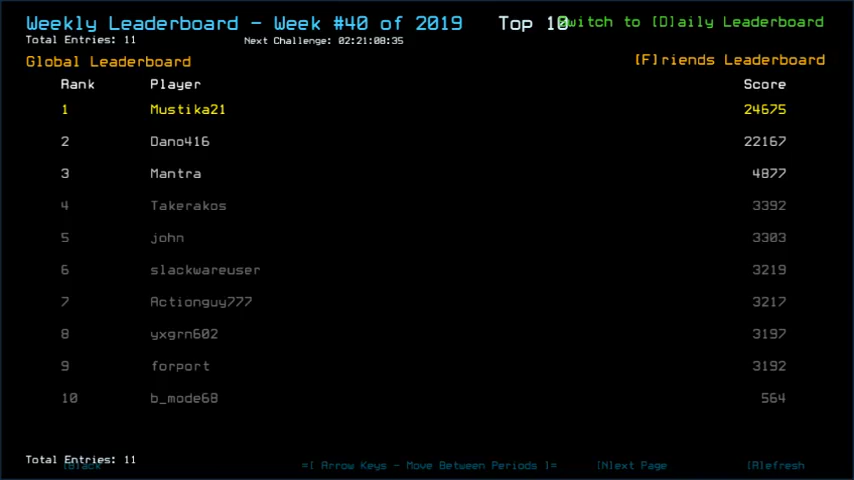 Weekly Leaderboard - Week #40 of 2019 Top 10 witch to [D]aily Leaderboard
Total Entries: 11 Next Challenge: 02:21:08:35
Global Leaderboard [F]riends Leaderboard
Rank Player Score
1 Mustika21 24675
2 Dano416 22167
3 Mantra 4877
4 Takerakos 3392
5 john 3303
6 slackwareuser 3219
7 Actionguy777 3217
8 yxgrn602 3197
9 forport 3192
10 b_mode68 564
Total Entries: 11
[B]ack =[ Arrow Keys - Move Between Periods ]= [N]ext Page [R]efresh